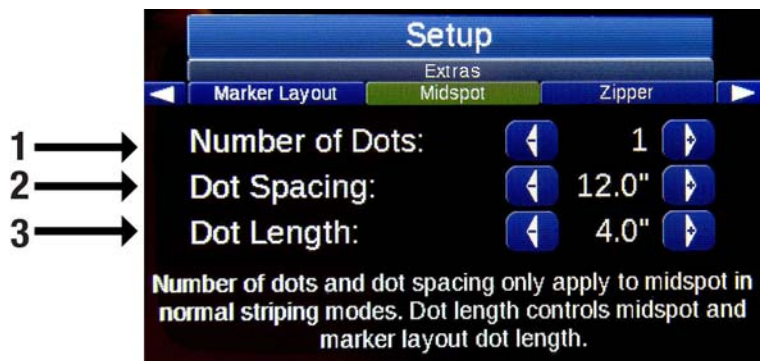 Setup
Extras
Marker Layout Midspot Zipper
1 Number of Dots: - 1 +
2 Dot Spacing: - 12.0" +
3 Dot Length: - 4.0" +
Number of dots and dot spacing only apply to midspot in
normal striping modes. Dot length controls midspot and
marker layout dot length.